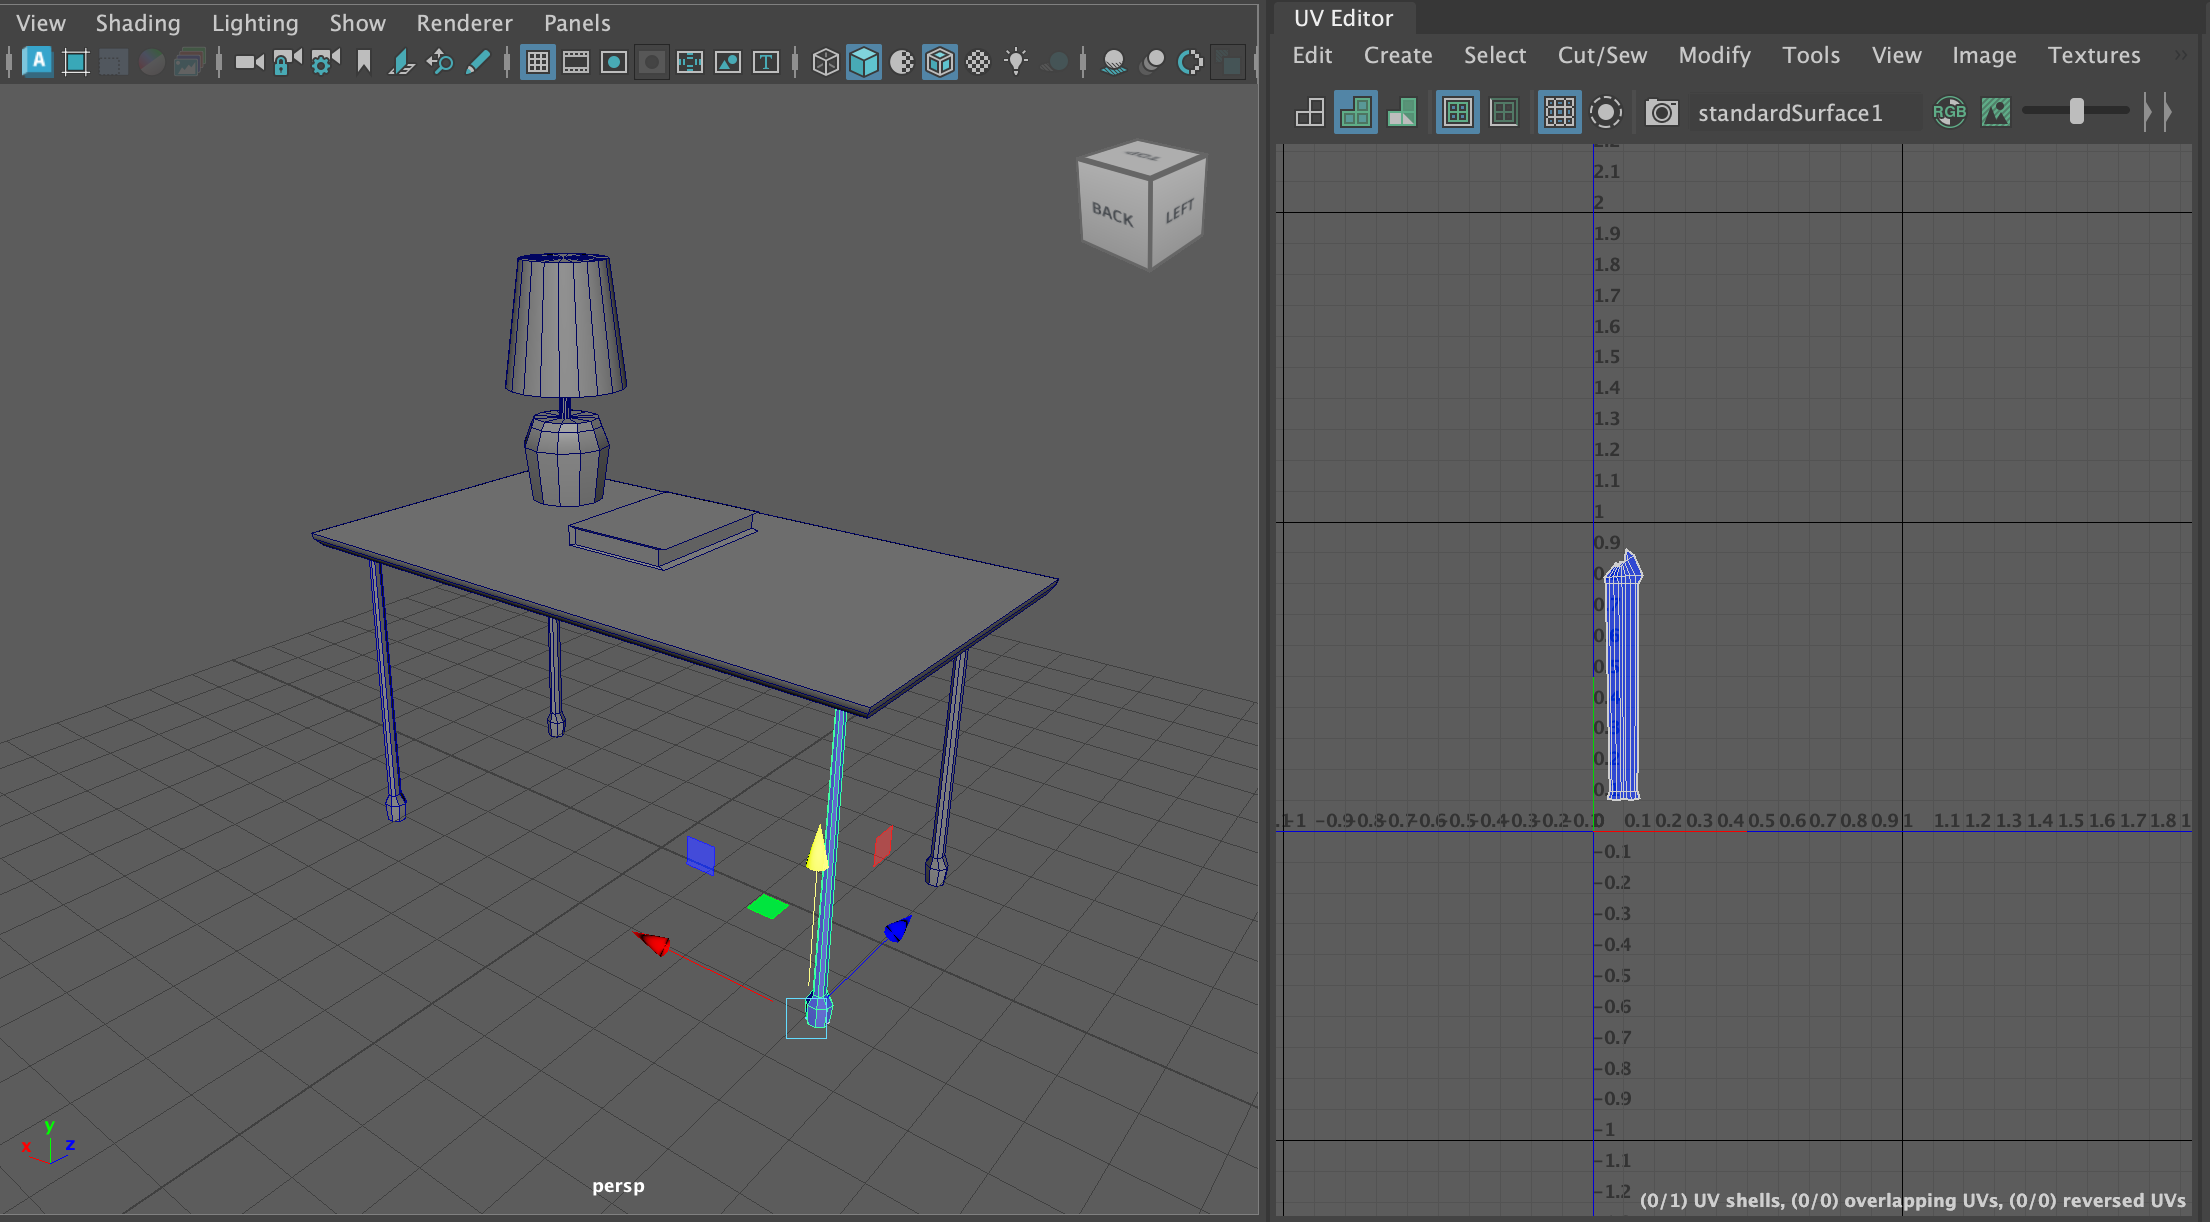 View Shading Lighting Show Renderer Panels
A
T
TOP
BACK
LEFT
y
x
z
persp
UV Editor
Edit Create Select Cut/Sew Modify Tools View Image Textures »
standardSurface1
RGB
2.1
2
1.9
1.8
1.7
1.6
1.5
1.4
1.3
1.2
1.1
1
0.9
-0.9 -0.8 -0.7 -0.6 -0.5 -0.4 -0.3 -0.2 -0.1 0 0.1 0.2 0.3 0.4 0.5 0.6 0.7 0.8 0.9 1 1.1 1.2 1.3 1.4 1.5 1.6 1.7 1.8
-0.1
-0.2
-0.3
-0.4
-0.5
-0.6
-0.7
-0.8
-0.9
-1
-1.1
-1.2
(0/1) UV shells, (0/0) overlapping UVs, (0/0) reversed UVs